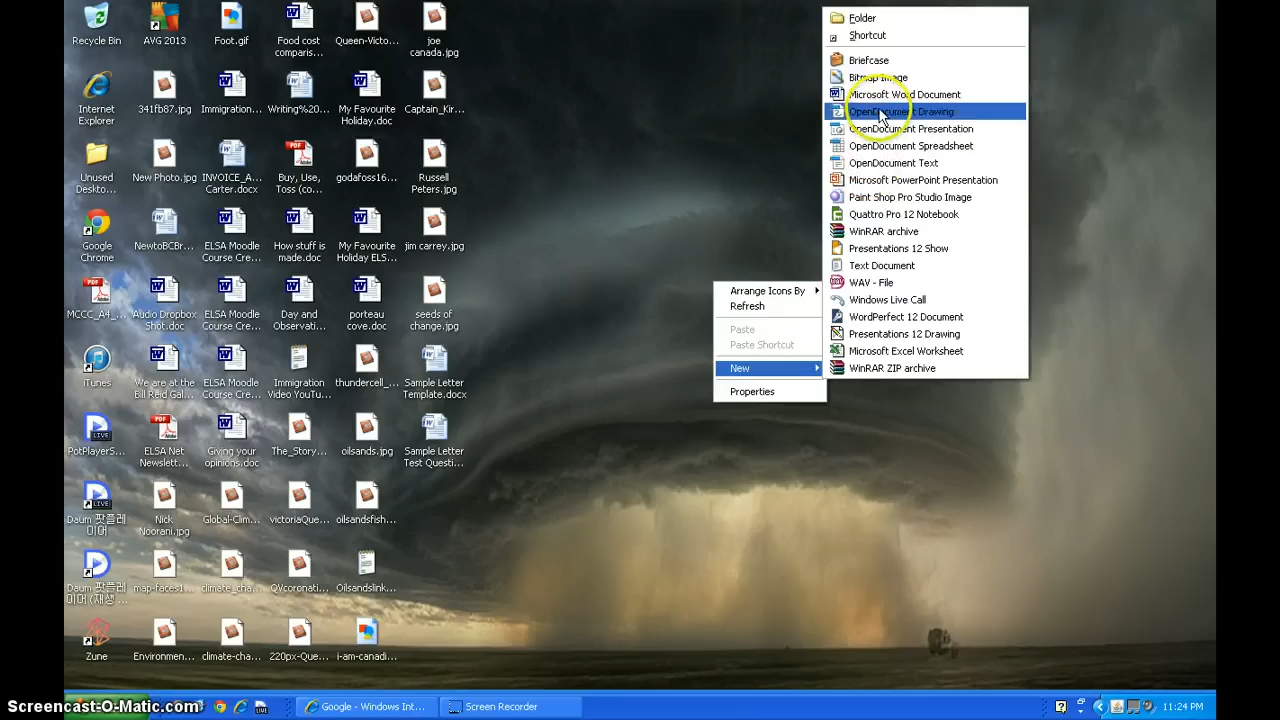 Recycle Bin
AVG 2013
Foot.gif
Food cost
comparis...
Queen-Victo...
joe
canada.jpg
Internet
Explorer
41fb87.jpg
Immigration...
Writing%20...
My Favourite
Holiday.doc
Captain_Kir...
Unused
Deskto...
New Photo.jpg
INVOICE_A...
Carter.docx
Buy, Use,
Toss (co...
godafoss16...
Russell
Peters.jpg
Google
Chrome
NewtoBCBr...
ELSA Moodle
Course Cre...
How stuff is
made.doc
My Favourite
Holiday ELS...
jim carrey.jpg
MCCC_A4_...
Audio Dropbox
Shot.doc
ELSA Moodle
Course Cre...
Day and
Observati...
porteau
cove.doc
seeds of
change.jpg
iTunes
We are at the
Bill Reid Gal...
ELSA Moodle
Course Cre...
Immigration
Video YouTu...
thundercell_...
Sample Letter
Template.docx
PotPlayerS...
ELSA Net
Newslett...
Giving your
opinions.doc
The_Story...
oilsands.jpg
Sample Letter
Test Questi...
Daum 팟플레
이어
Nick
Noorani.jpg
Global-Clim...
victoriaQue...
oilsandsfish...
Daum 팟플레
이어(재생 ...
map-faces1...
climate_cha...
QVcoronati...
Oilsandslink...
Zune
Environmen...
climate-cha...
220px-Que...
i-am-canadi...
Arrange Icons By
Refresh
Paste
Paste Shortcut
New
Properties
Folder
Shortcut
Briefcase
Bitmap Image
Microsoft Word Document
OpenDocument Drawing
OpenDocument Presentation
OpenDocument Spreadsheet
OpenDocument Text
Microsoft PowerPoint Presentation
Paint Shop Pro Studio Image
Quattro Pro 12 Notebook
WinRAR archive
Presentations 12 Show
Text Document
WAV - File
Windows Live Call
WordPerfect 12 Document
Presentations 12 Drawing
Microsoft Excel Worksheet
WinRAR ZIP archive
Screencast-O-Matic.com
Google - Windows Int...
Screen Recorder
11:24 PM